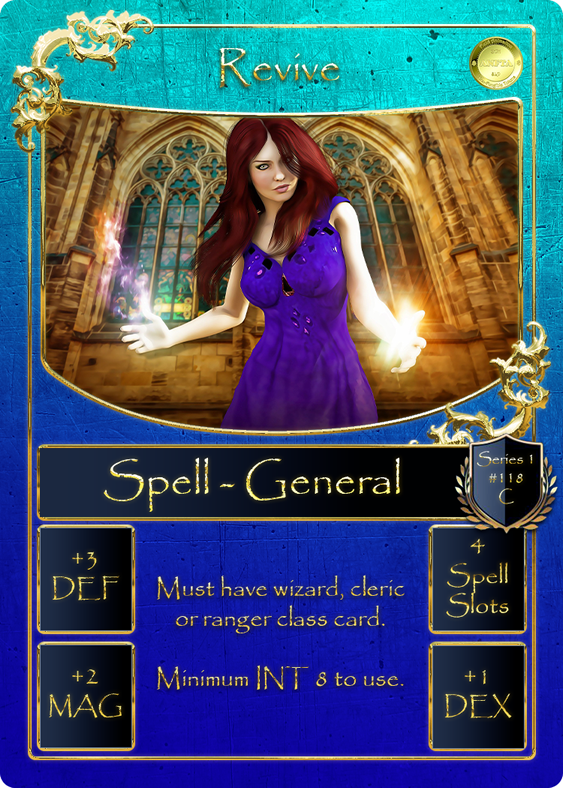 Revive
Spell - General
Series 1
#118
C
+3
DEF
4
Spell
Slots
Must have wizard, cleric
or ranger class card.
Minimum INT 8 to use.
+2
MAG
+1
DEX